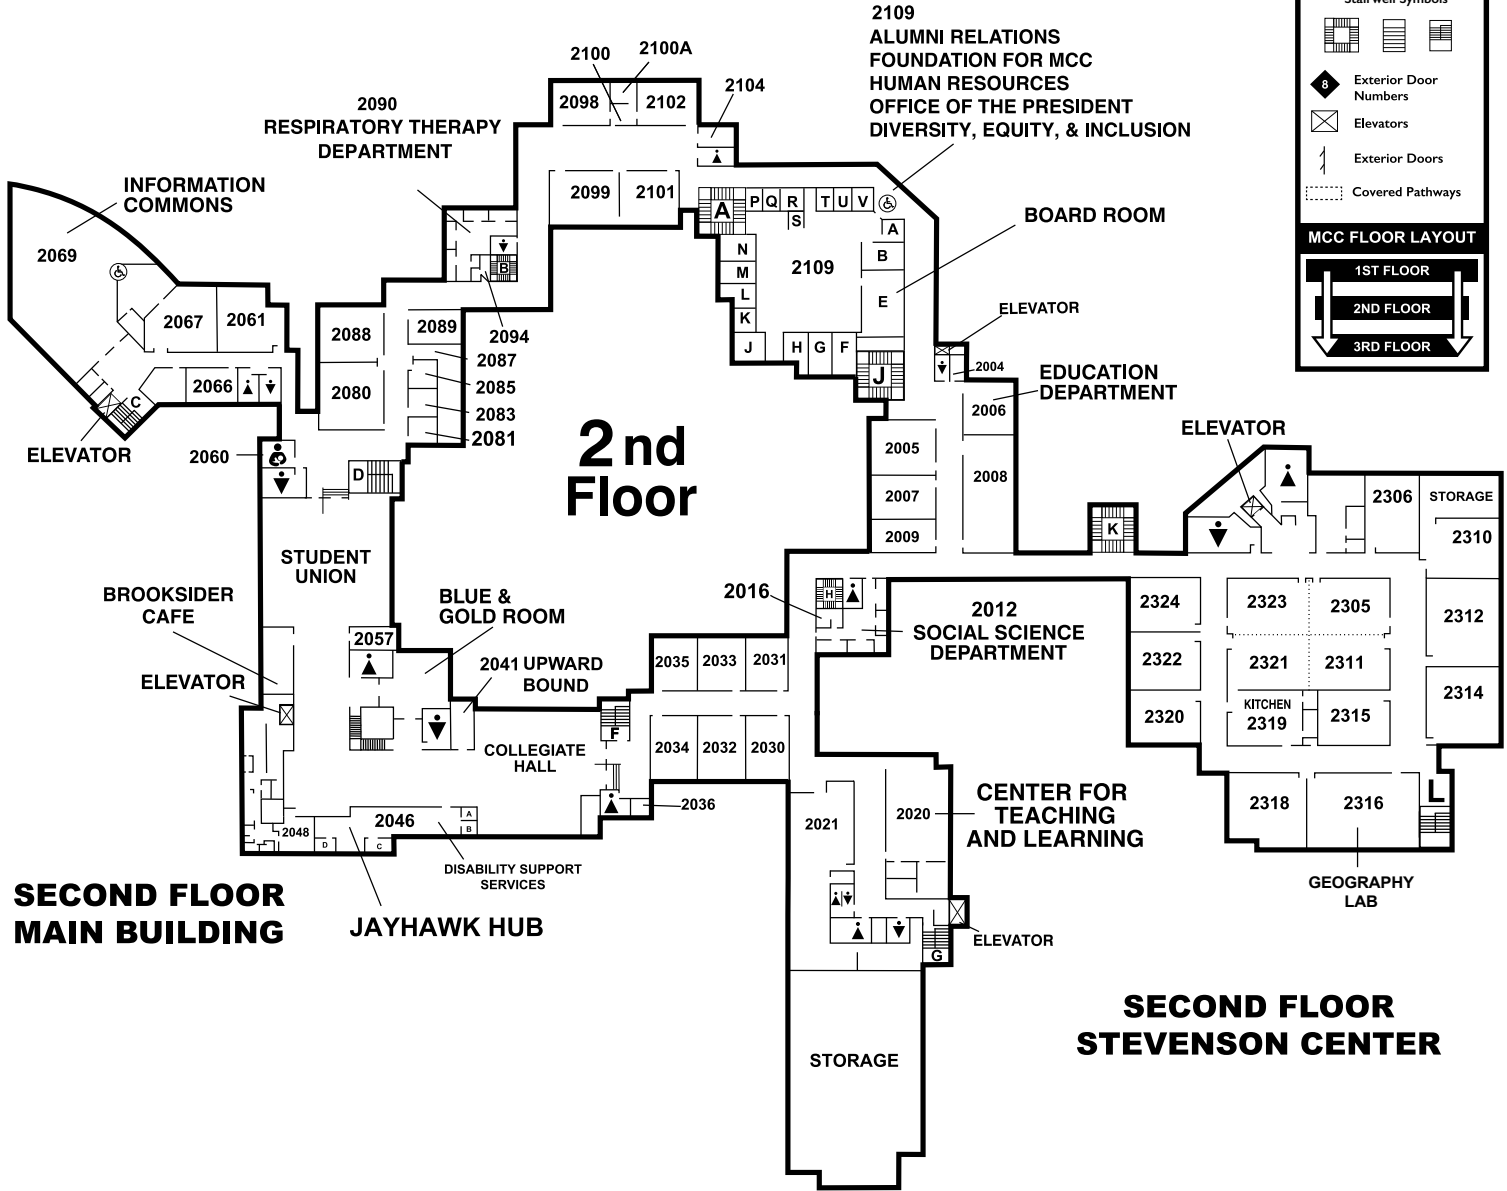 2109
ALUMNI RELATIONS
FOUNDATION FOR MCC
HUMAN RESOURCES
OFFICE OF THE PRESIDENT
DIVERSITY, EQUITY, & INCLUSION
Stairwell Symbols
8
Exterior Door
Numbers
Elevators
Exterior Doors
Covered Pathways
MCC FLOOR LAYOUT
1ST FLOOR
2ND FLOOR
3RD FLOOR
2100
2100A
2098
2102
2104
2090
RESPIRATORY THERAPY
DEPARTMENT
2099
2101
INFORMATION
COMMONS
2069
2067
2061
2066
C
ELEVATOR
B
2094
2088
2089
2087
2080
2085
2083
2081
A
P
Q
R
S
T
U
V
A
B
E
N
M
L
K
J
H
G
F
2109
BOARD ROOM
J
ELEVATOR
2004
EDUCATION
DEPARTMENT
2006
2005
2008
2007
2009
2nd
Floor
2060
D
STUDENT
UNION
BROOKSIDER
CAFE
BLUE &
GOLD ROOM
2057
ELEVATOR
2041 UPWARD
BOUND
COLLEGIATE
HALL
F
2035
2033
2031
2034
2032
2030
2036
2016
H
2012
SOCIAL SCIENCE
DEPARTMENT
2048
2046
A
B
C
D
DISABILITY SUPPORT
SERVICES
JAYHAWK HUB
SECOND FLOOR
MAIN BUILDING
2021
2020
CENTER FOR
TEACHING
AND LEARNING
ELEVATOR
G
STORAGE
K
ELEVATOR
2306
STORAGE
2310
2324
2323
2305
2312
2322
2321
2311
2314
2320
KITCHEN
2319
2315
2318
2316
L
GEOGRAPHY
LAB
SECOND FLOOR
STEVENSON CENTER